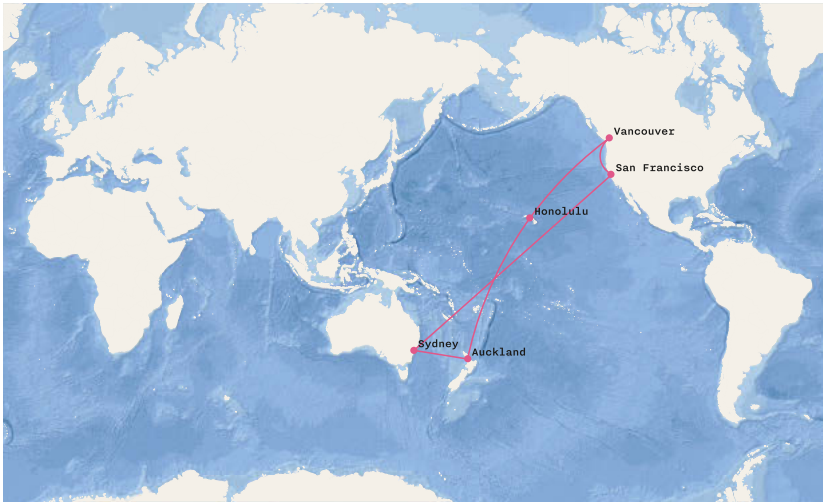 Vancouver
San Francisco
Honolulu
Sydney
Auckland